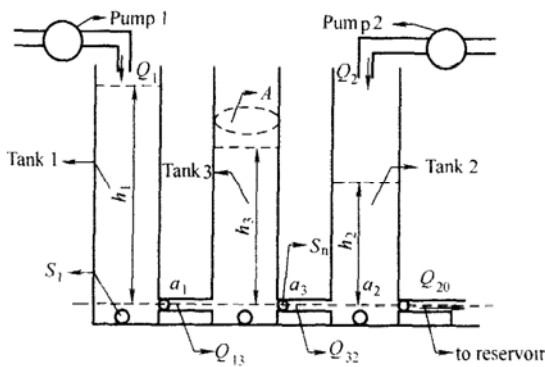 Pump 1
Pump 2
Q1
Q2
A
Tank 1
Tank 3
Tank 2
h1
h3
h2
S1
a1
Sn
a3
a2
Q20
Q13
Q32
to reservoir